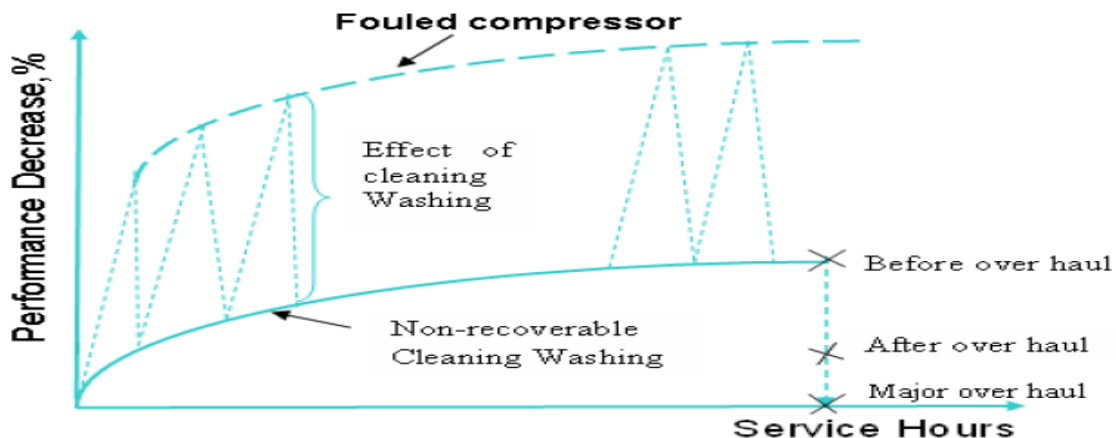 Fouled compressor
Performance Decrease,%
Effect of
cleaning
Washing
Non-recoverable
Cleaning Washing
Before over haul
After over haul
Major over haul
Service Hours